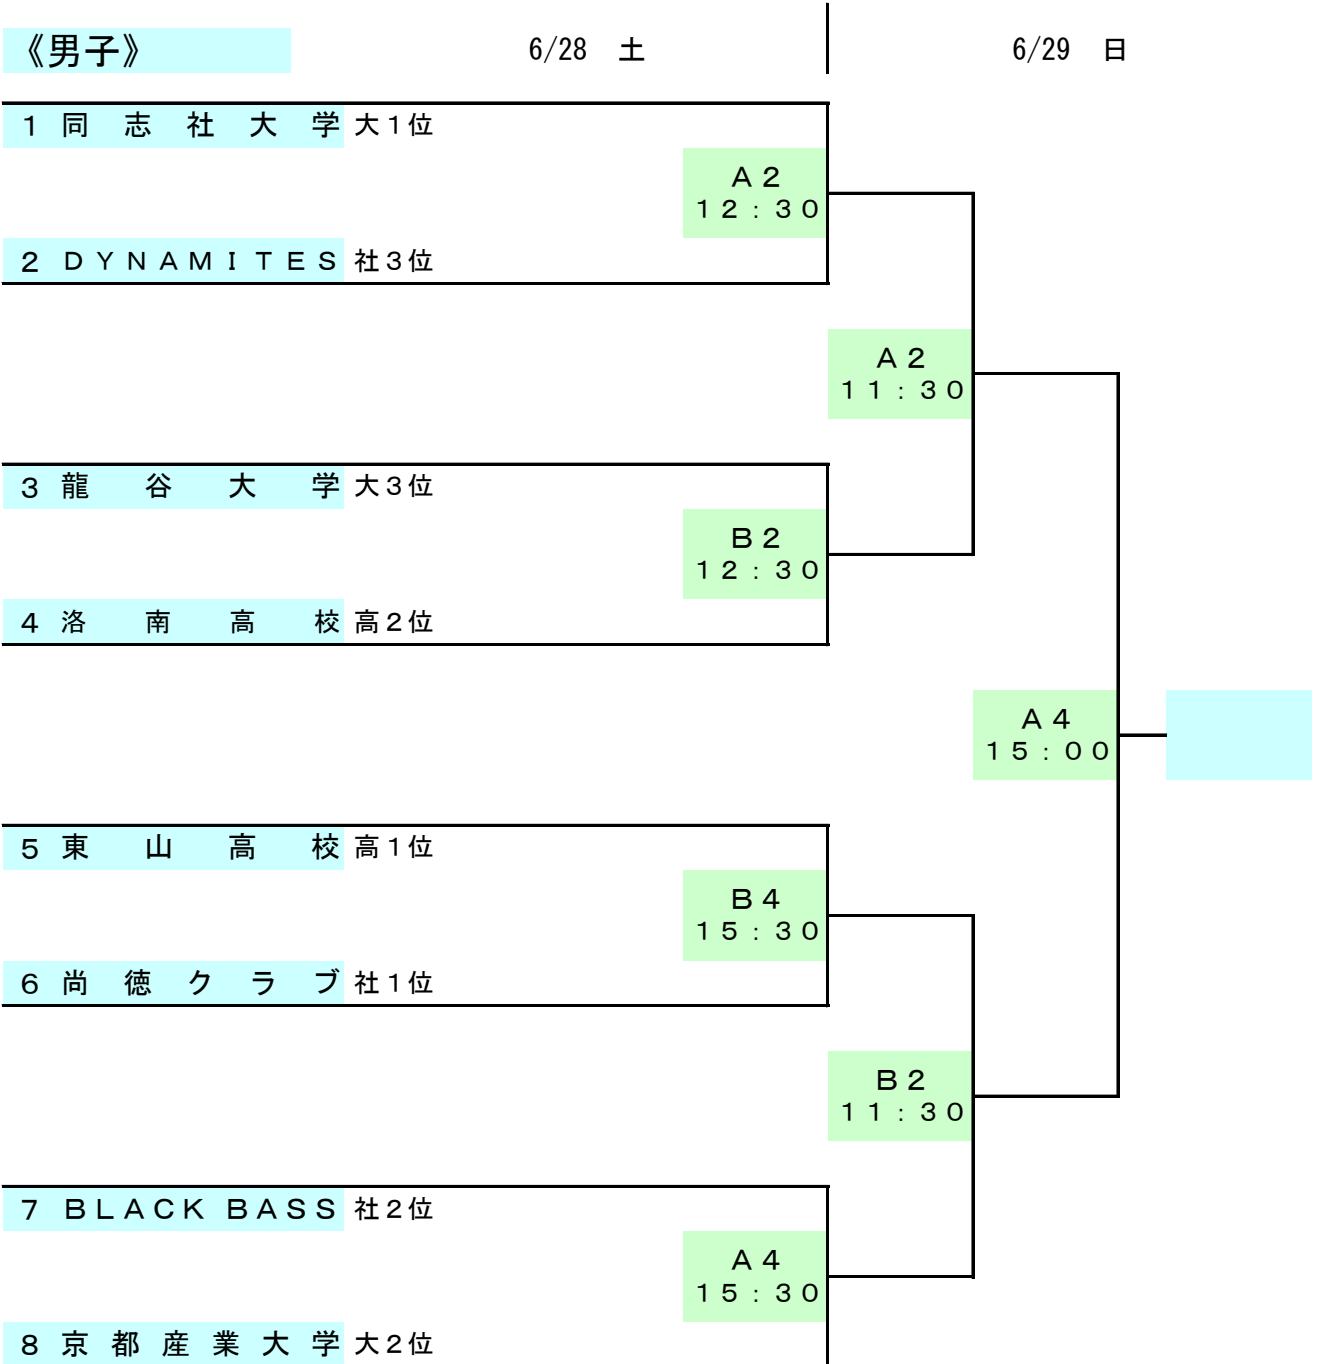 《男子》 6/28 土 6/29 日
1 同志社大学 大1位
A2
12:30
2 DYNAMITES 社3位
A2
11:30
3 龍谷大学 大3位
B2
12:30
4 洛南高校 高2位
A4
15:00
5 東山高校 高1位
B4
15:30
6 尚徳クラブ 社1位
B2
11:30
7 BLACK BASS 社2位
A4
15:30
8 京都産業大学 大2位